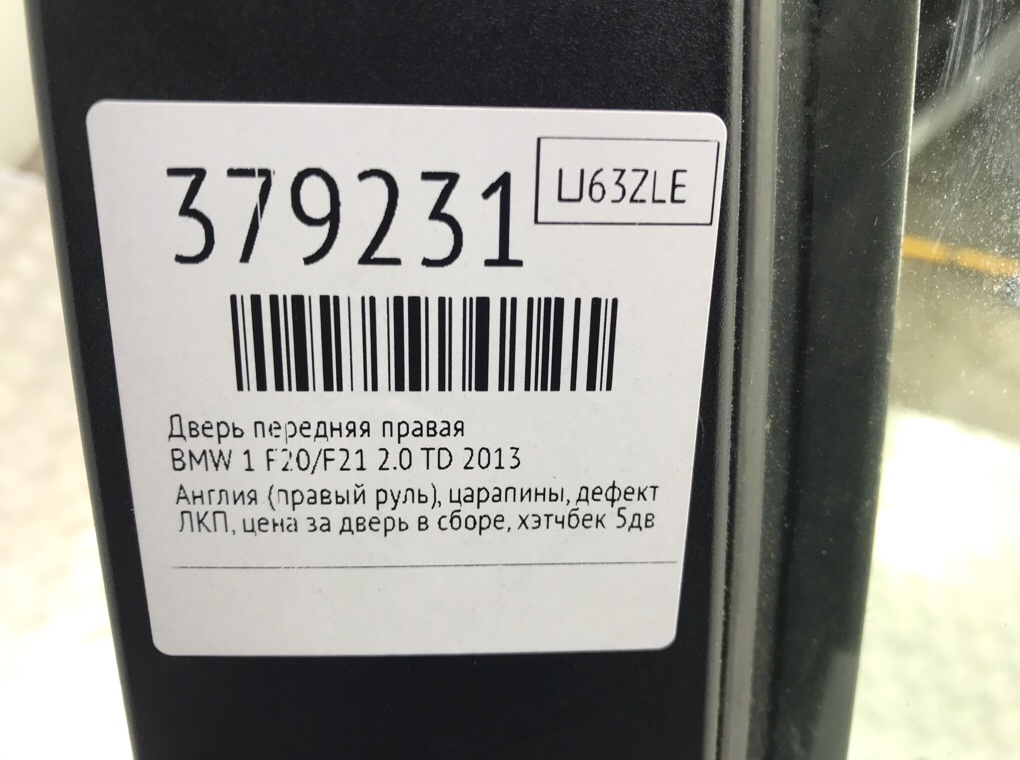 379231
LJ63ZLE
Дверь передняя правая
BMW 1 F20/F21 2.0 TD 2013
Англия (правый руль), царапины, дефект
ЛКП, цена за дверь в сборе, хэтчбек 5дв